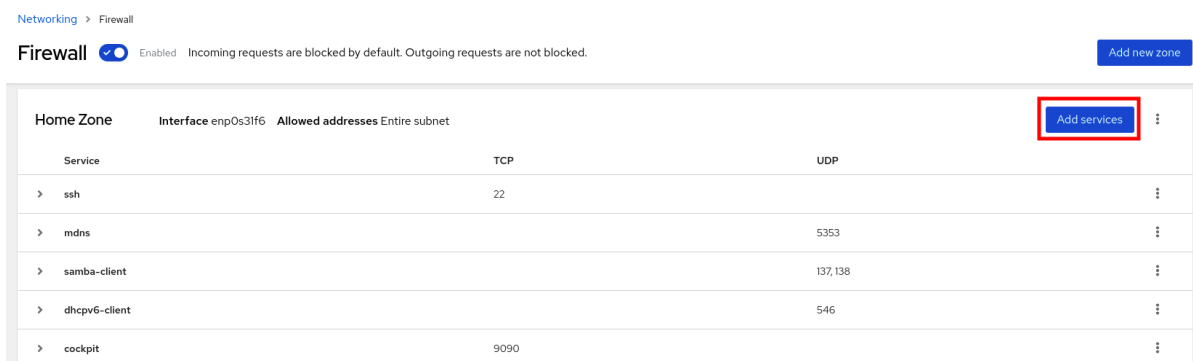 Networking > Firewall
Firewall Enabled Incoming requests are blocked by default. Outgoing requests are not blocked. Add new zone
Home Zone Interface enp0s31f6 Allowed addresses Entire subnet Add services
Service TCP UDP
ssh 22
mdns 5353
samba-client 137, 138
dhcpv6-client 546
cockpit 9090